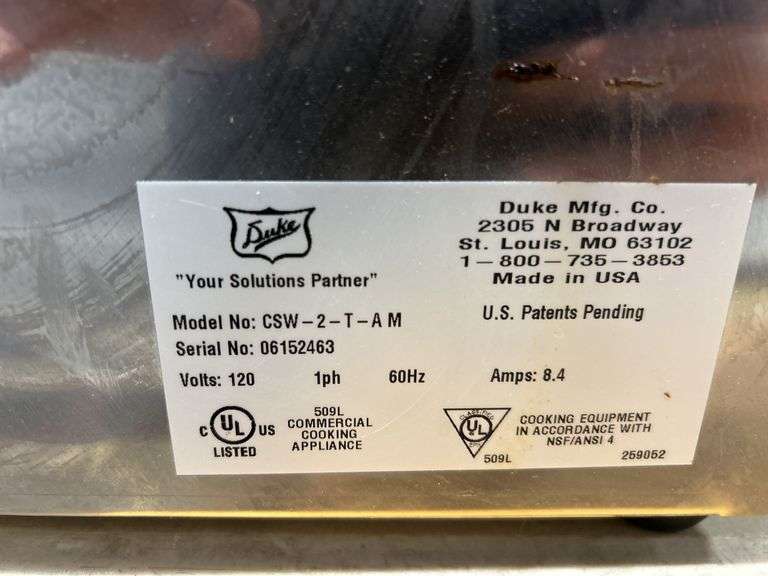 Duke
"Your Solutions Partner"
Duke Mfg. Co.
2305 N Broadway
St. Louis, MO 63102
1-800-735-3853
Made in USA
Model No: CSW-2-T-A M
U.S. Patents Pending
Serial No: 06152463
Volts: 120 1ph 60Hz Amps: 8.4
C UL US
LISTED
509L
COMMERCIAL
COOKING
APPLIANCE
CLASSIFIED
UL
509L
COOKING EQUIPMENT
IN ACCORDANCE WITH
NSF/ANSI 4
259052